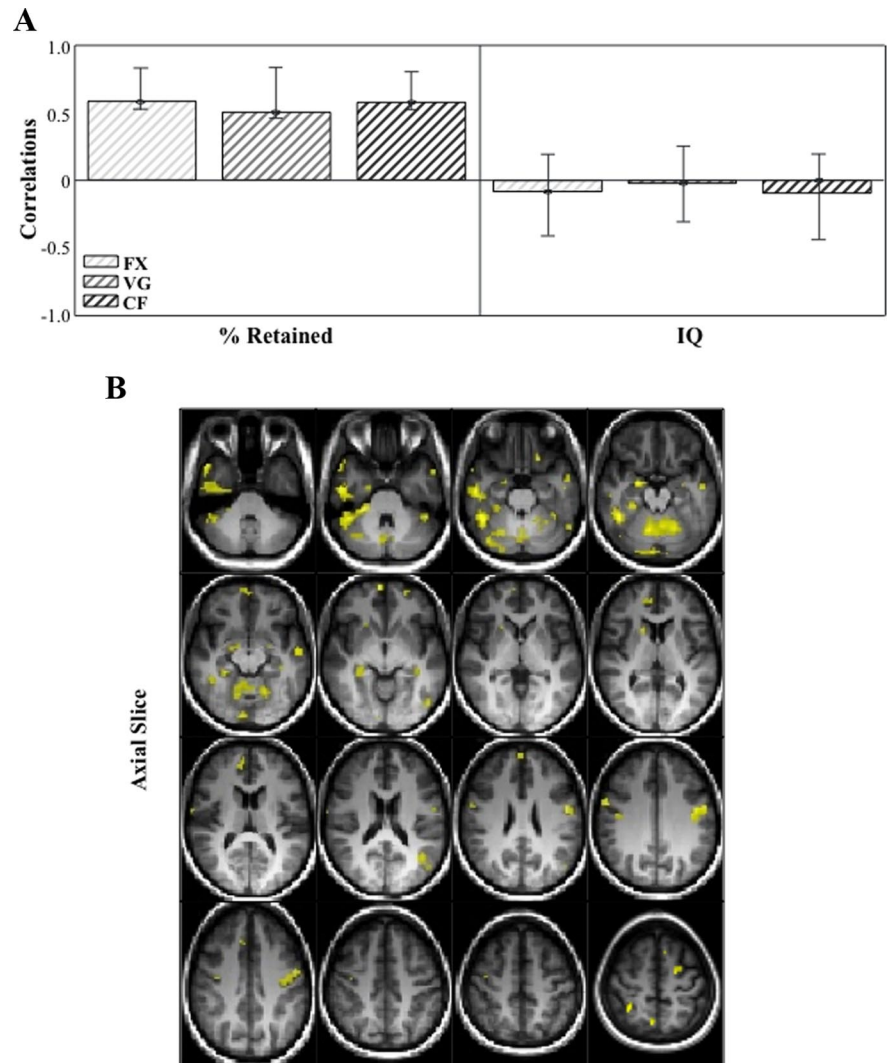 A
1.0
0.5
0
-0.5
-1.0
Correlations
FX
VG
CF
% Retained
IQ
B
Axial Slice